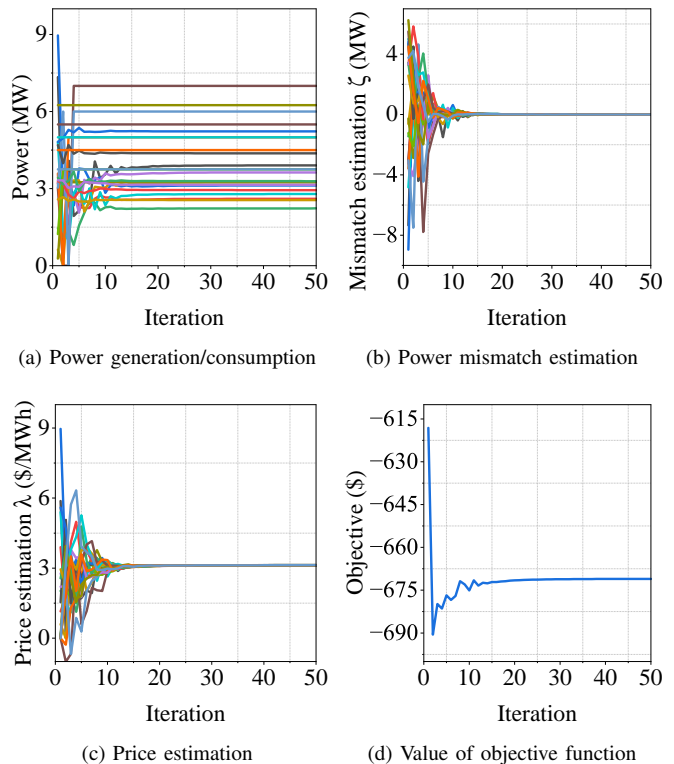 Power (MW)
9
6
3
0
0 10 20 30 40 50
Iteration
(a) Power generation/consumption
Mismatch estimation ζ (MW)
4
0
−4
−8
0 10 20 30 40 50
Iteration
(b) Power mismatch estimation
Price estimation λ ($/MWh)
9
6
3
0
0 10 20 30 40 50
Iteration
(c) Price estimation
Objective ($)
−615
−630
−645
−660
−675
−690
0 10 20 30 40 50
Iteration
(d) Value of objective function